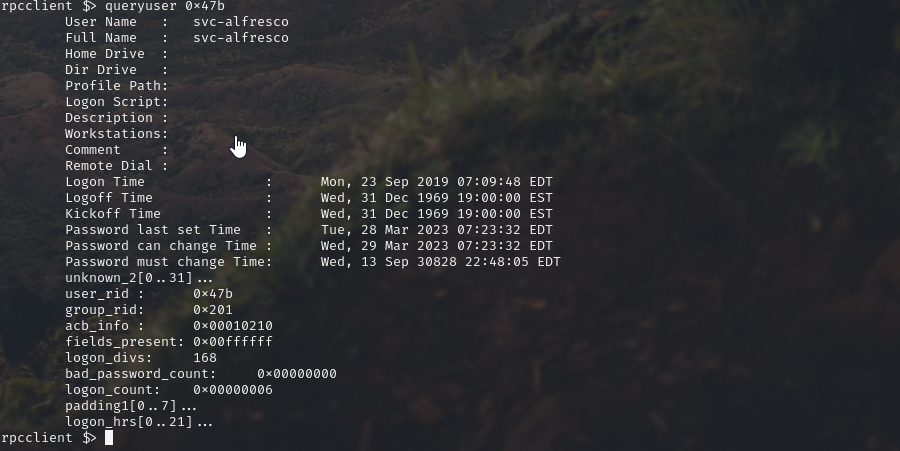 rpcclient $> queryuser 0x47b
User Name   :   svc-alfresco
Full Name   :   svc-alfresco
Home Drive  :
Dir Drive   :
Profile Path:
Logon Script:
Description :
Workstations:
Comment     :
Remote Dial :
Logon Time               :      Mon, 23 Sep 2019 07:09:48 EDT
Logoff Time              :      Wed, 31 Dec 1969 19:00:00 EST
Kickoff Time             :      Wed, 31 Dec 1969 19:00:00 EST
Password last set Time   :      Tue, 28 Mar 2023 07:23:32 EDT
Password can change Time :      Wed, 29 Mar 2023 07:23:32 EDT
Password must change Time:      Wed, 13 Sep 30828 22:48:05 EDT
unknown_2[0..31]...
user_rid :      0x47b
group_rid:      0x201
acb_info :      0x00010210
fields_present: 0x00ffffff
logon_divs:     168
bad_password_count:     0x00000000
logon_count:    0x00000006
padding1[0..7]...
logon_hrs[0..21]...
rpcclient $>